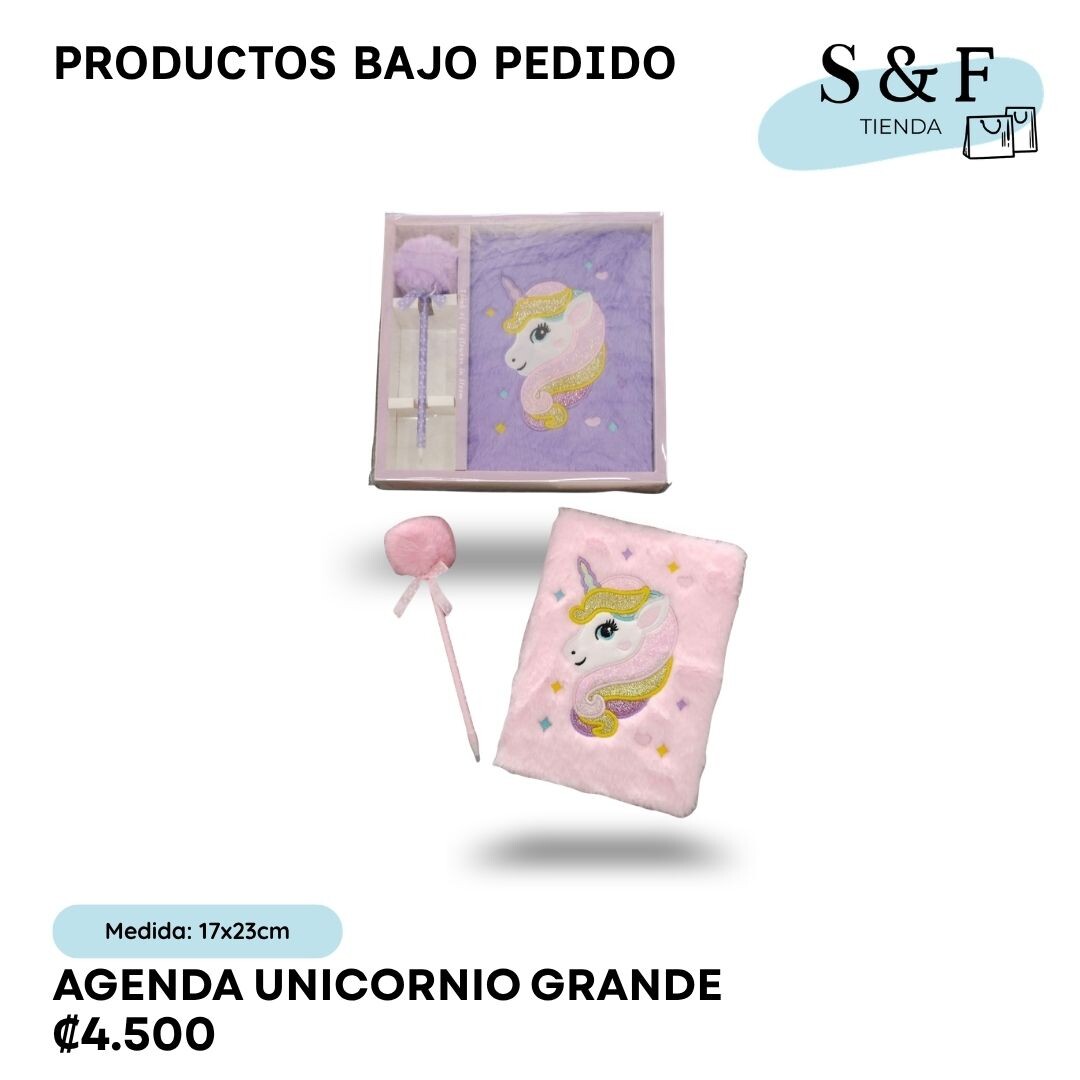 PRODUCTOS BAJO PEDIDO
S & F
TIENDA
Medida: 17x23cm
AGENDA UNICORNIO GRANDE
₡4.500